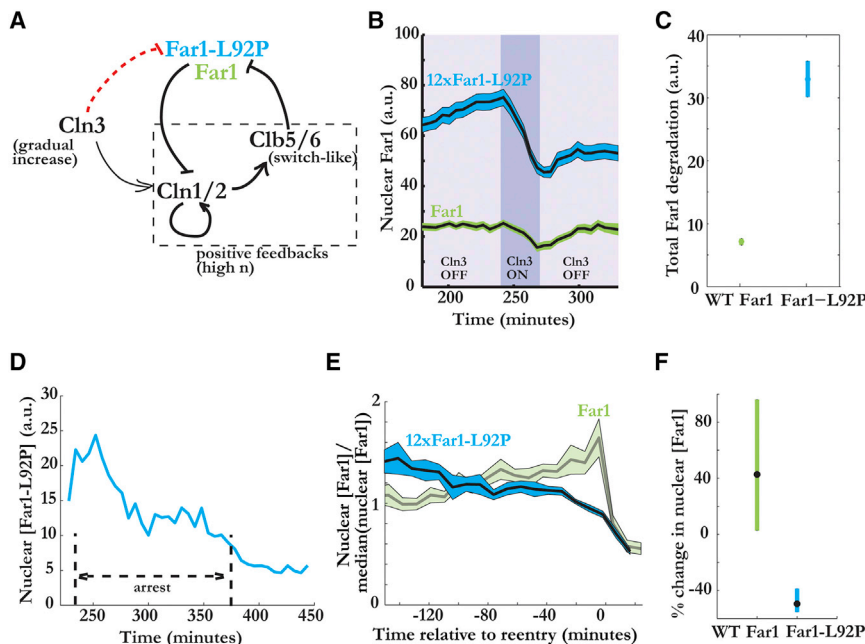 A
Far1-L92P
Far1
Cln3
(gradual
increase)
Clb5/6
(switch-like)
Cln1/2
positive feedbacks
(high n)
B
Nuclear Far1 (a.u.)
100
80
60
40
20
0
12xFar1-L92P
Far1
Cln3
OFF
Cln3
ON
Cln3
OFF
200
250
300
Time (minutes)
C
Total Far1 degradation (a.u.)
40
30
20
10
0
WT Far1
Far1−L92P
D
Nuclear [Far1-L92P] (a.u.)
30
25
20
15
10
5
0
arrest
250
300
350
400
450
Time (minutes)
E
Nuclear [Far1]/
median(nuclear [Far1])
2
1
0
12xFar1-L92P
Far1
-120
-80
-40
0
Time relative to reentry (minutes)
F
% change in nuclear [Far1]
80
40
0
-40
WT Far1
Far1-L92P